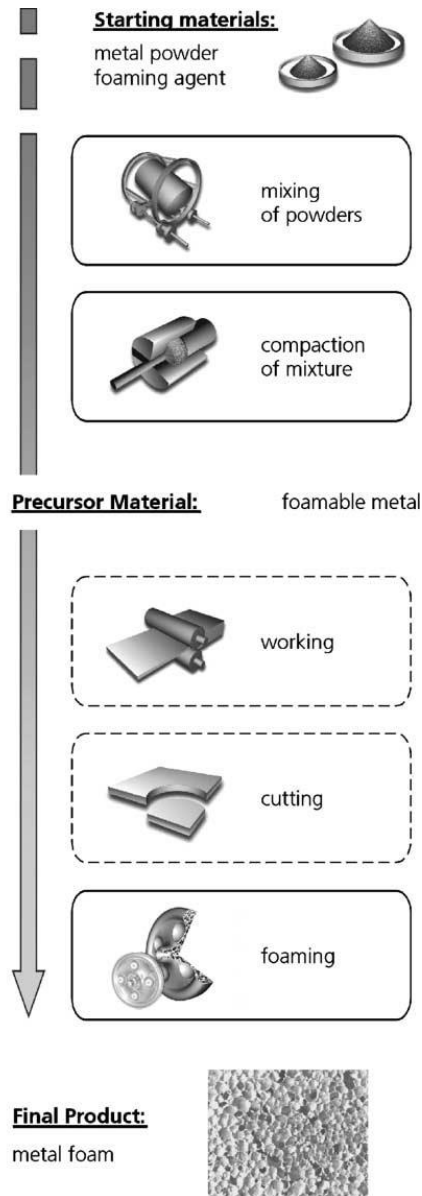 Starting materials:
metal powder
foaming agent
mixing
of powders
compaction
of mixture
Precursor Material: foamable metal
working
cutting
foaming
Final Product:
metal foam